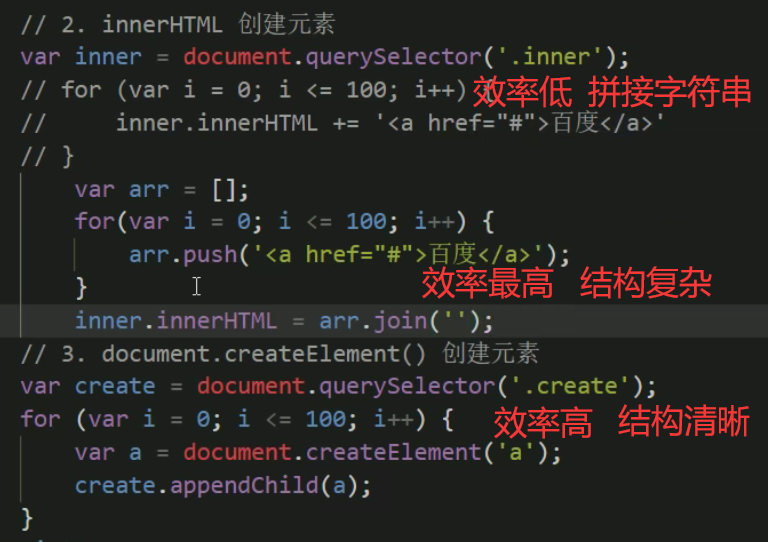 // 2. innerHTML 创建元素
var inner = document.querySelector('.inner');
// for (var i = 0; i <= 100; i++) { 效率低 拼接字符串
//     inner.innerHTML += '<a href="#">百度</a>'
// }
    var arr = [];
    for(var i = 0; i <= 100; i++) {
        arr.push('<a href="#">百度</a>');
    } 效率最高 结构复杂
    inner.innerHTML = arr.join('');
// 3. document.createElement() 创建元素
var create = document.querySelector('.create');
for (var i = 0; i <= 100; i++) { 效率高 结构清晰
    var a = document.createElement('a');
    create.appendChild(a);
}